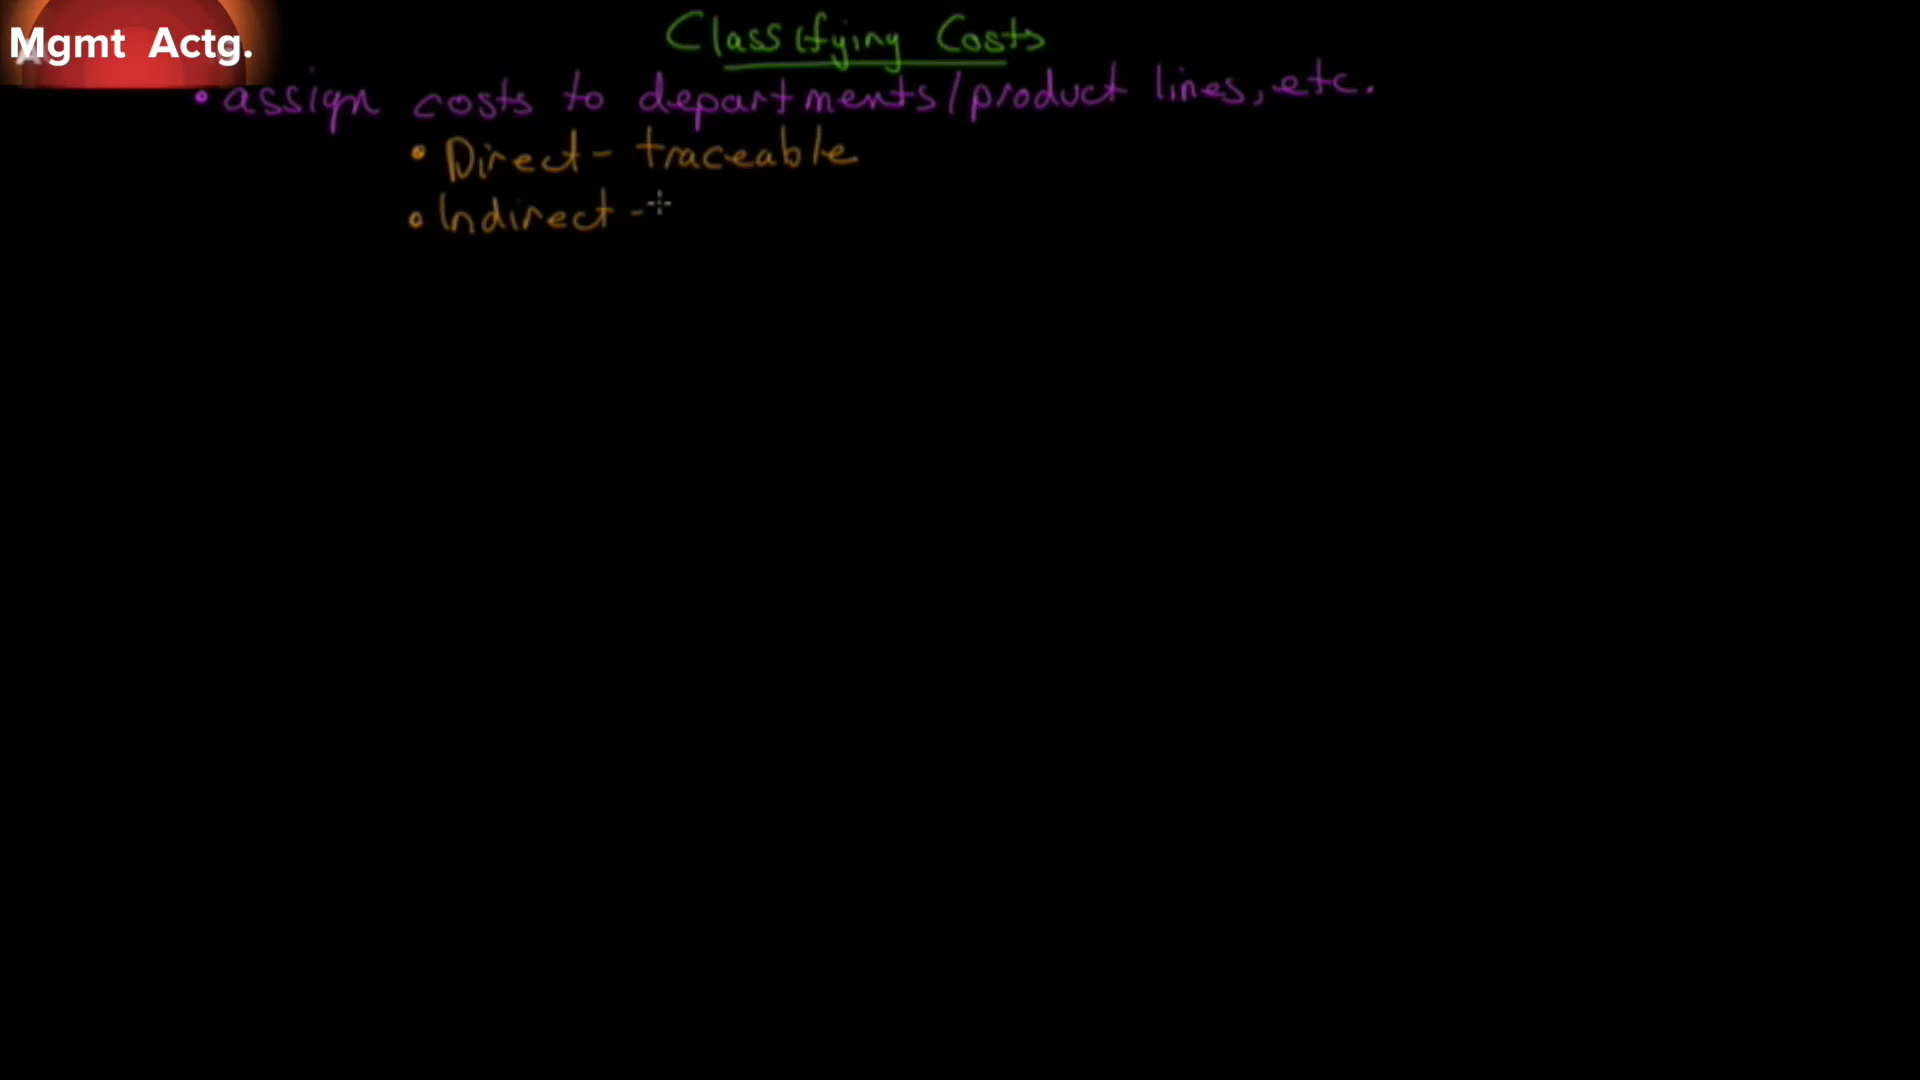 Mgmt Actg.
Classifying Costs
• assign costs to departments/product lines, etc.
• Direct - traceable
• Indirect -